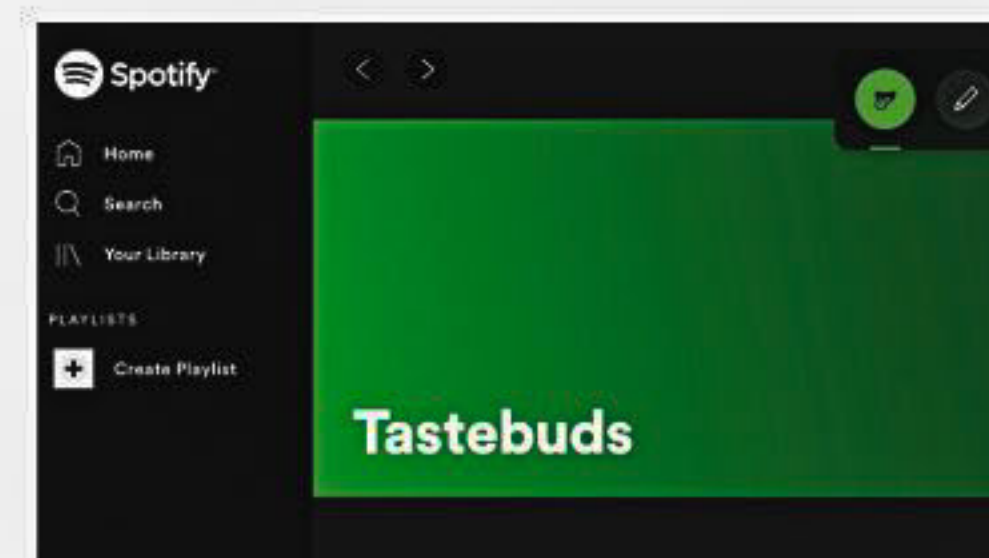 Spotify
Home
Search
Your Library
PLAYLISTS
Create Playlist
Tastebuds